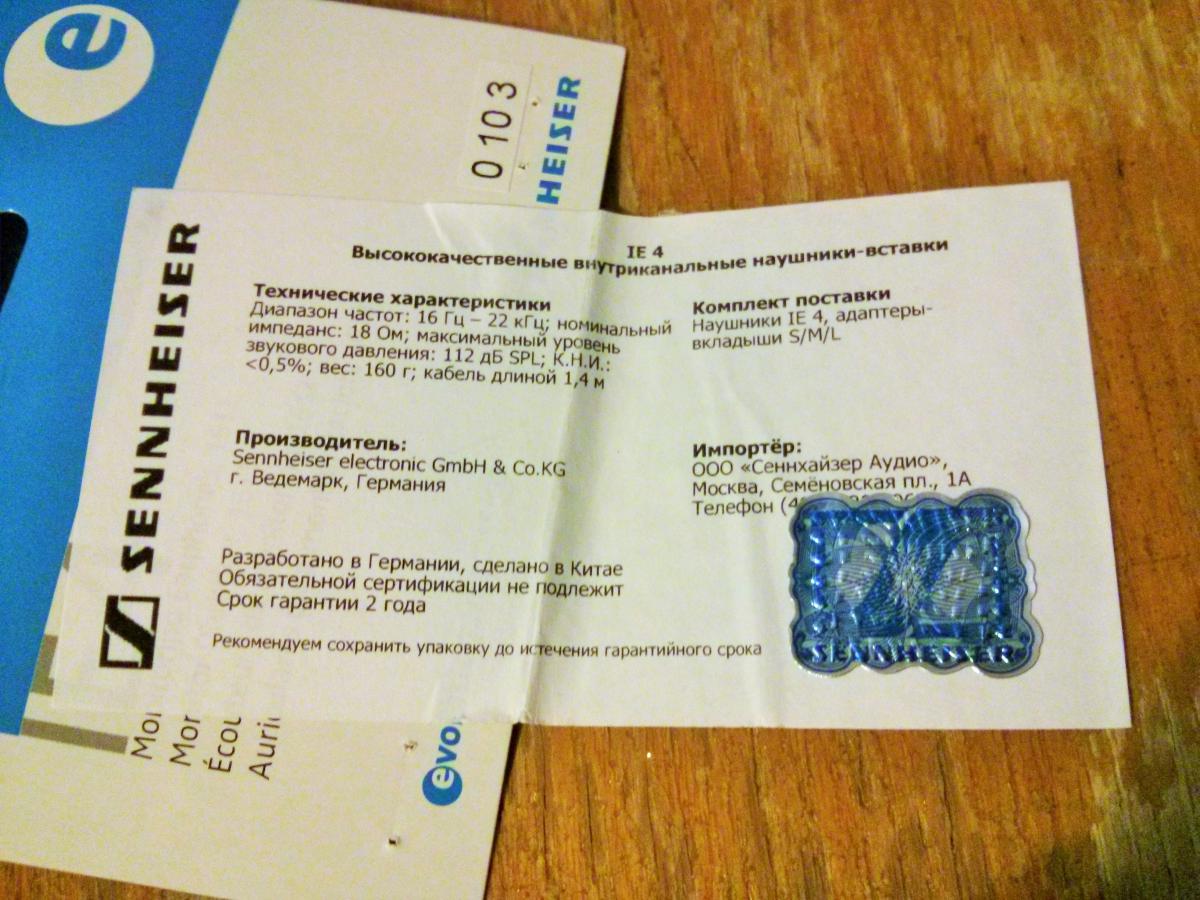 e
0103
HEISER
SENNHEISER
IE 4
Высококачественные внутриканальные наушники-вставки
Технические характеристики
Диапазон частот: 16 Гц – 22 кГц; номинальный
импеданс: 18 Ом; максимальный уровень
звукового давления: 112 дБ SPL; К.Н.И.:
<0,5%; вес: 160 г; кабель длиной 1,4 м
Комплект поставки
Наушники IE 4, адаптеры-
вкладыши S/M/L
Производитель:
Sennheiser electronic GmbH & Co.KG
г. Ведемарк, Германия
Импортёр:
ООО «Сеннхайзер Аудио»,
Москва, Семёновская пл., 1А
Телефон
Разработано в Германии, сделано в Китае
Обязательной сертификации не подлежит
Срок гарантии 2 года
Рекомендуем сохранить упаковку до истечения гарантийного срока
SENNHEISER
Mor
Écou
evo